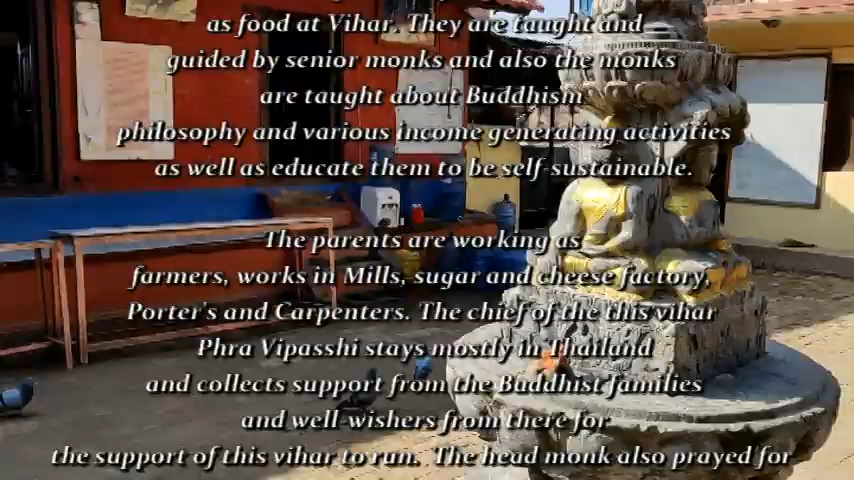 as food at Vihar. They are taught and
guided by senior monks and also the monks
are taught about Buddhism
philosophy and various income generating activities
as well as educate them to be self-sustainable.
The parents are working as
farmers, works in Mills, sugar and cheese factory,
Porter's and Carpenters. The chief of the this vihar
Phra Vipasshi stays mostly in Thailand
and collects support from the Buddhist families
and well-wishers from there for
the support of this vihar to run. The head monk also prayed for